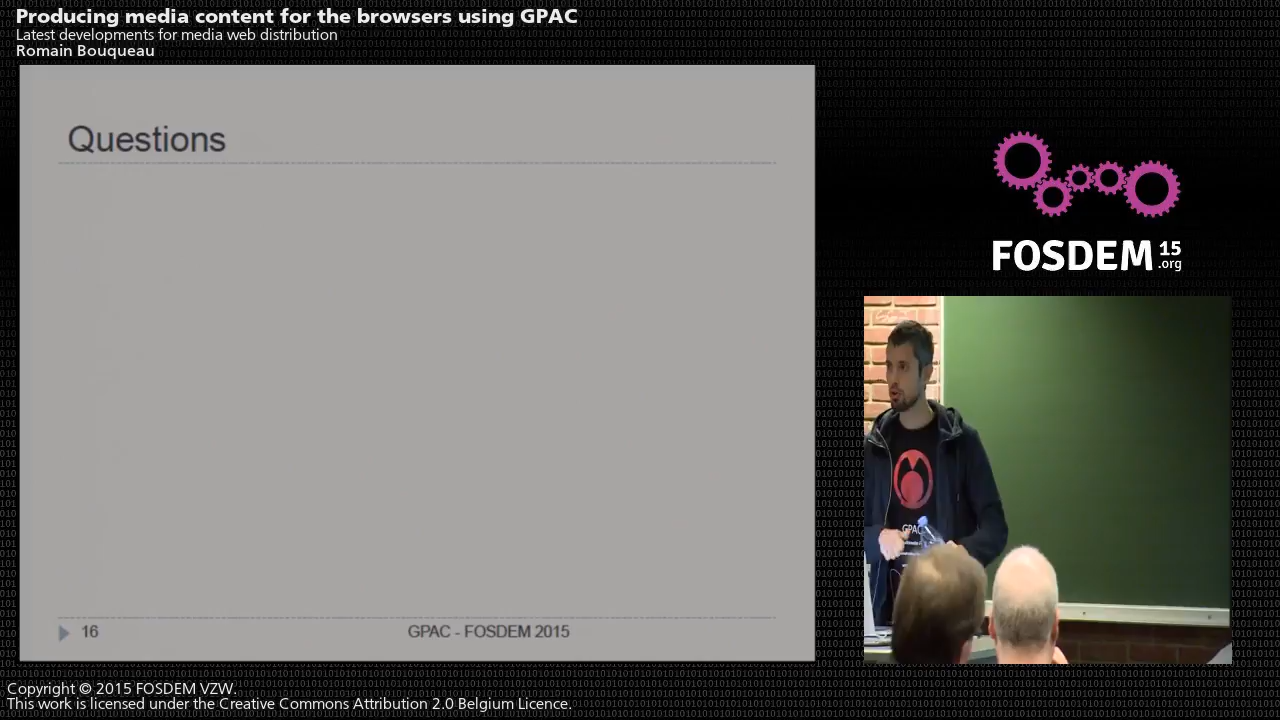 Producing media content for the browsers using GPAC
Latest developments for media web distribution
Romain Bouqueau
Questions
16
GPAC - FOSDEM 2015
FOSDEM 15
.org
GPAC
Copyright © 2015 FOSDEM VZW.
This work is licensed under the Creative Commons Attribution 2.0 Belgium Licence.